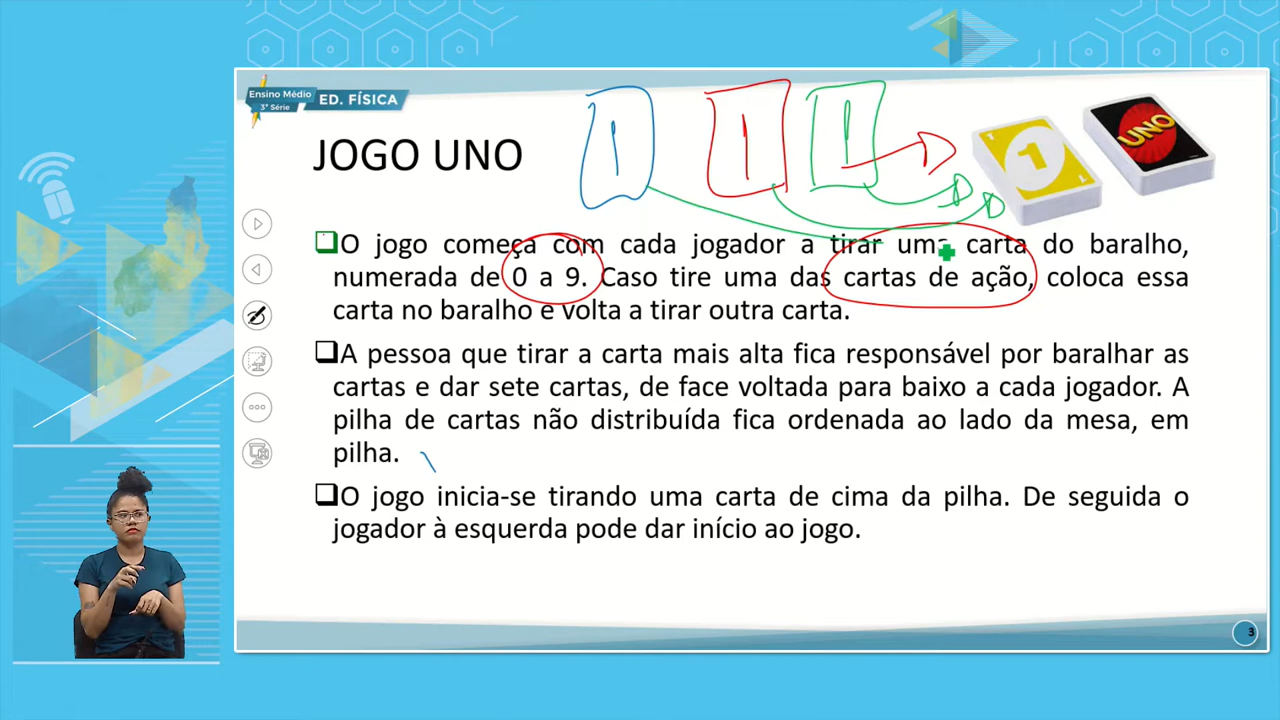 Ensino Médio
3ª Série
ED. FÍSICA
JOGO UNO
1 1 1
1
1
1
UNO
O jogo começa com cada jogador a tirar uma carta do baralho,
numerada de 0 a 9. Caso tire uma das cartas de ação, coloca essa
carta no baralho e volta a tirar outra carta.
A pessoa que tirar a carta mais alta fica responsável por baralhar as
cartas e dar sete cartas, de face voltada para baixo a cada jogador. A
pilha de cartas não distribuída fica ordenada ao lado da mesa, em
pilha.
O jogo inicia-se tirando uma carta de cima da pilha. De seguida o
jogador à esquerda pode dar início ao jogo.
3